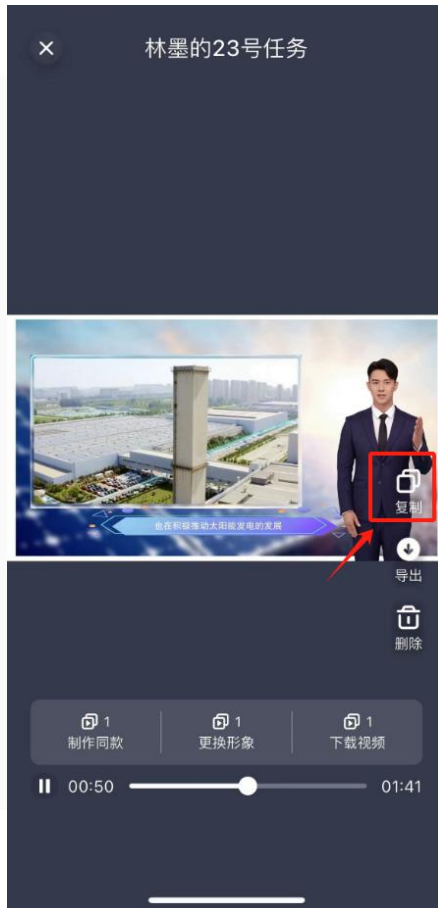 林墨的23号任务
也在积极推动太阳能发电的发展
复制
导出
删除
1 1 1
制作同款 更换形象 下载视频
00:50 01:41